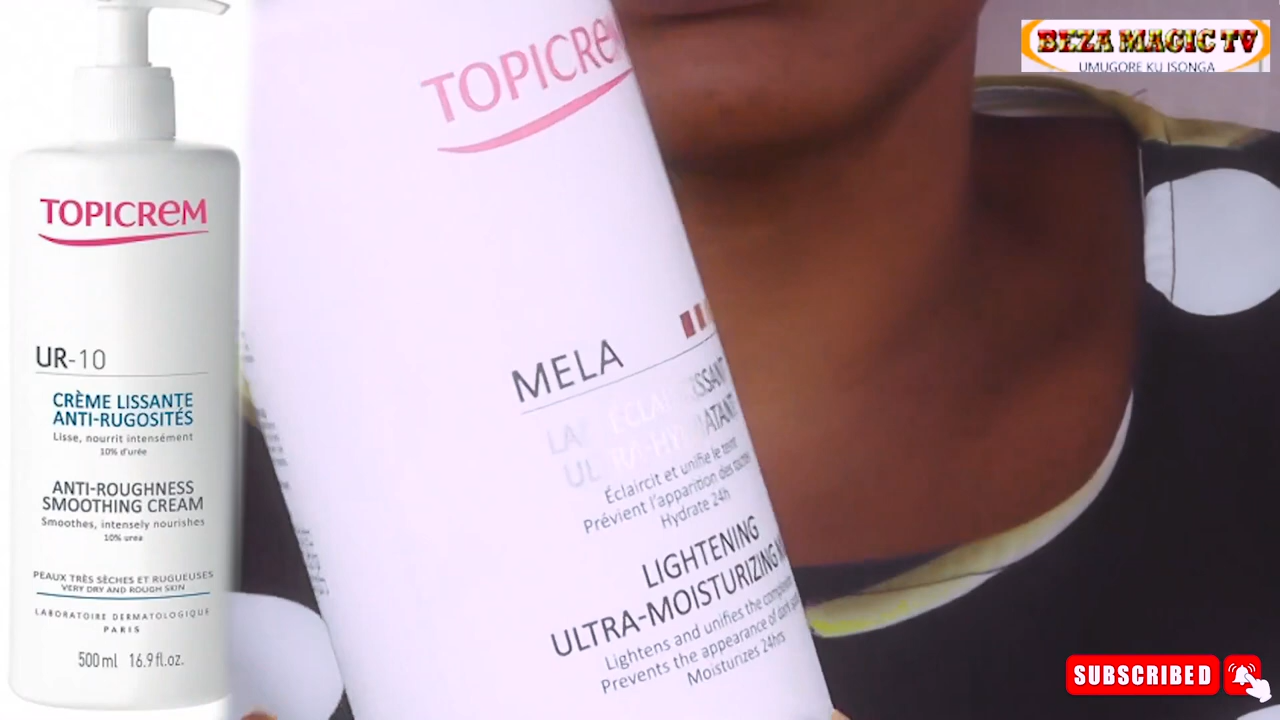 TOPICREM
UR-10
CRÈME LISSANTE
ANTI-RUGOSITÉS
Lisse, nourrit intensément
10% d'urée
ANTI-ROUGHNESS
SMOOTHING CREAM
Smoothes, intensely nourishes
10% urea
PEAUX TRÈS SÈCHES ET RUGUEUSES
VERY DRY AND ROUGH SKIN
LABORATOIRE DERMATOLOGIQUE
PARIS
500 ml 16.9 fl.oz.
TOPICREM
MELA
Éclaircit et unifie le teint
Prévient l'apparition des
Hydrate 24h
LIGHTENING
ULTRA-MOISTURIZING
Lightens and unifies the
Prevents the appearance of dark
Moisturizes 24hrs
BEZA MAGIC TV
UMUGORE KU ISONGA
SUBSCRIBED